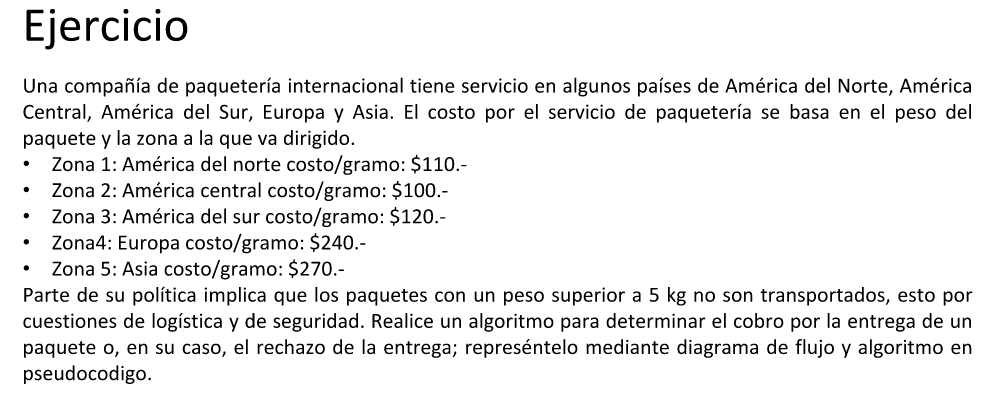 Ejercicio
Una compañía de paquetería internacional tiene servicio en algunos países de América del Norte, América
Central, América del Sur, Europa y Asia. El costo por el servicio de paquetería se basa en el peso del
paquete y la zona a la que va dirigido.
• Zona 1: América del norte costo/gramo: $110.-
• Zona 2: América central costo/gramo: $100.-
• Zona 3: América del sur costo/gramo: $120.-
• Zona4: Europa costo/gramo: $240.-
• Zona 5: Asia costo/gramo: $270.-
Parte de su política implica que los paquetes con un peso superior a 5 kg no son transportados, esto por
cuestiones de logística y de seguridad. Realice un algoritmo para determinar el cobro por la entrega de un
paquete o, en su caso, el rechazo de la entrega; represéntelo mediante diagrama de flujo y algoritmo en
pseudocodigo.